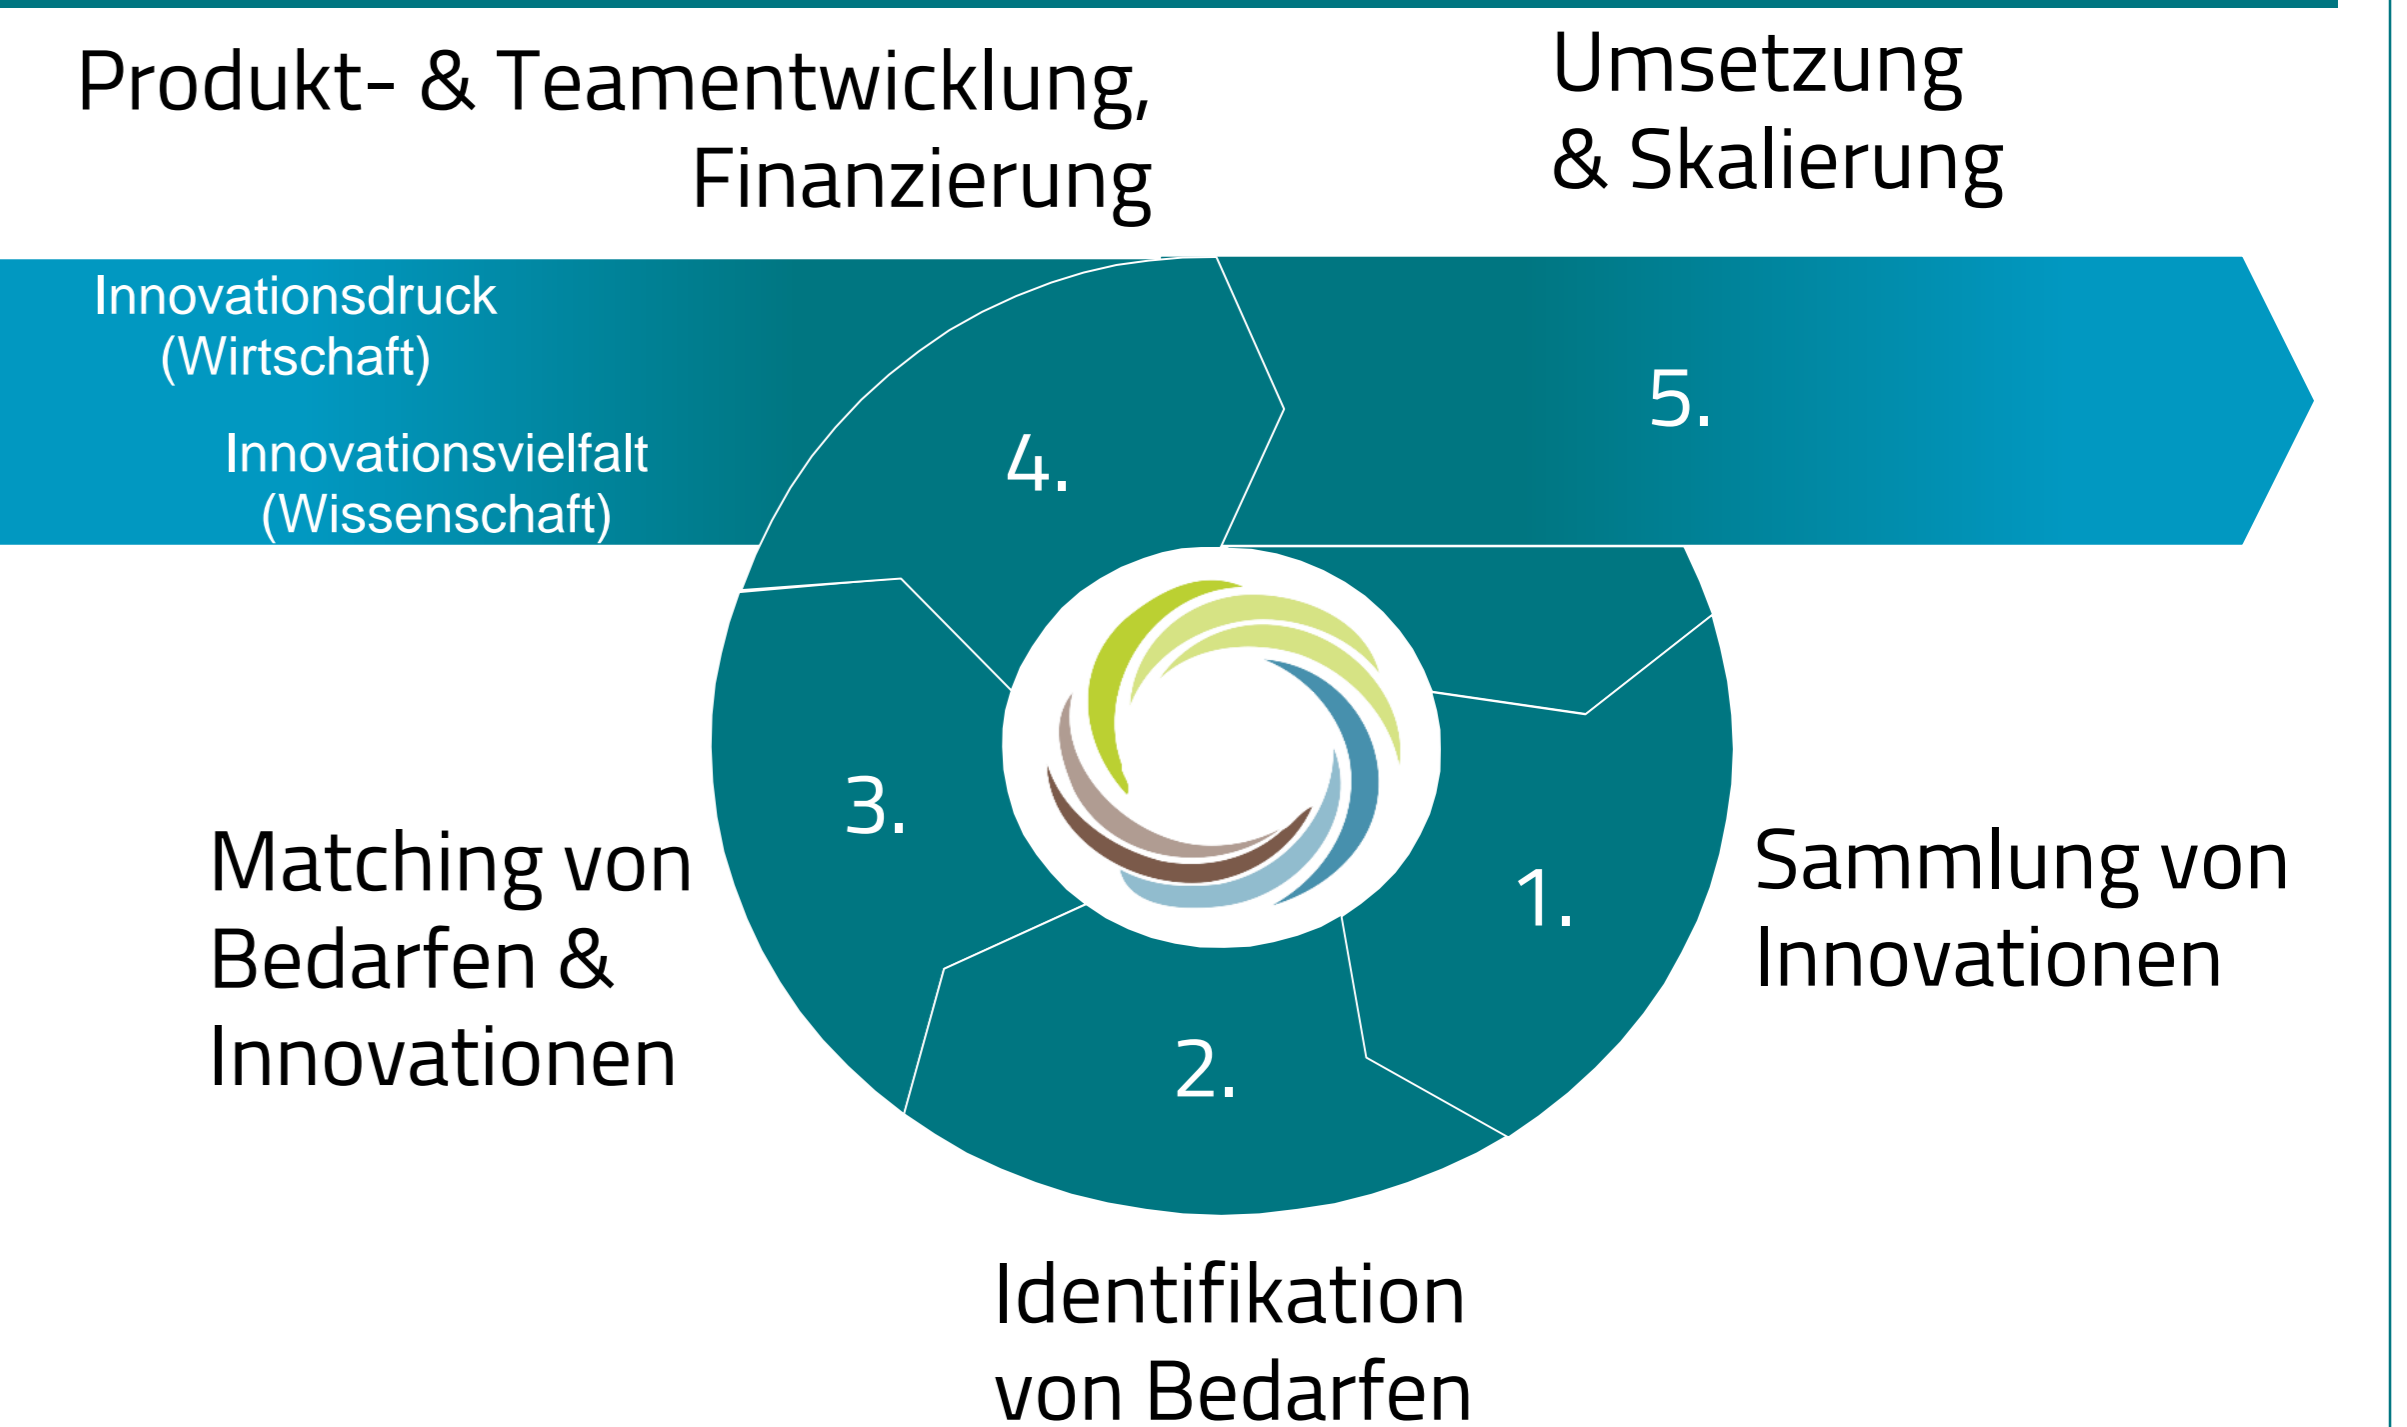 Produkt- & Teamentwicklung,
Finanzierung
Umsetzung
& Skalierung
Innovationsdruck
(Wirtschaft)
Innovationsvielfalt
(Wissenschaft)
5.
4.
3.
1.
2.
Matching von
Bedarfen &
Innovationen
Sammlung von
Innovationen
Identifikation
von Bedarfen